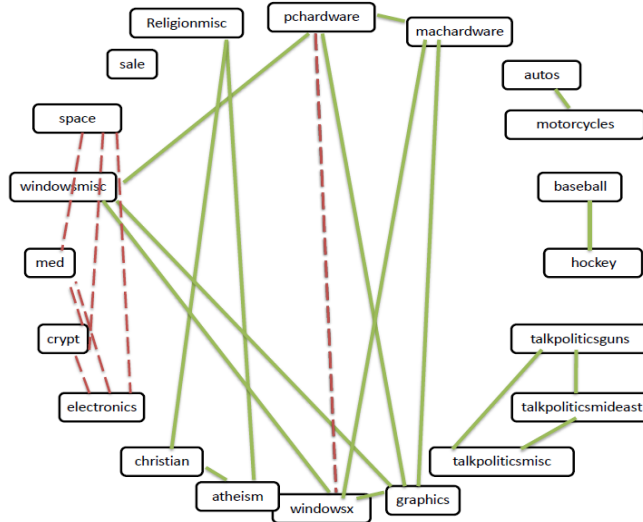 Religionmisc
pchardware
machardware
sale
autos
space
motorcycles
windowsmisc
baseball
med
hockey
crypt
talkpoliticsguns
electronics
talkpoliticsmideast
christian
talkpoliticsmisc
atheism
windowsx
graphics